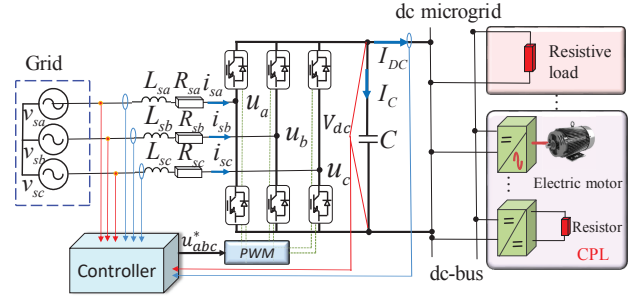 Grid
v_sa
v_sb
v_sc
L_sa R_sa i_sa
L_sb R_sb i_sb
L_sc R_sc i_sc
u_a
u_b
u_c
V_dc
I_DC
I_C
C
dc microgrid
dc-bus
Resistive
load
Electric motor
Resistor
CPL
Controller
u*_abc
PWM